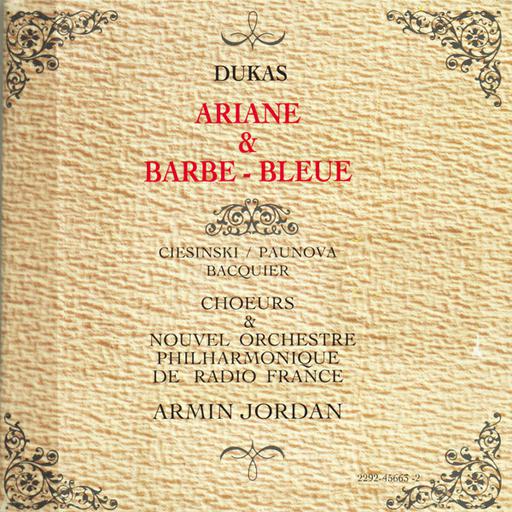 DUKAS
ARIANE
&
BARBE - BLEUE
CIESINSKI / PAUNOVA
BACQUIER
CHOEURS
&
NOUVEL ORCHESTRE
PHILHARMONIQUE
DE RADIO FRANCE
ARMIN JORDAN
2292-45663 -2